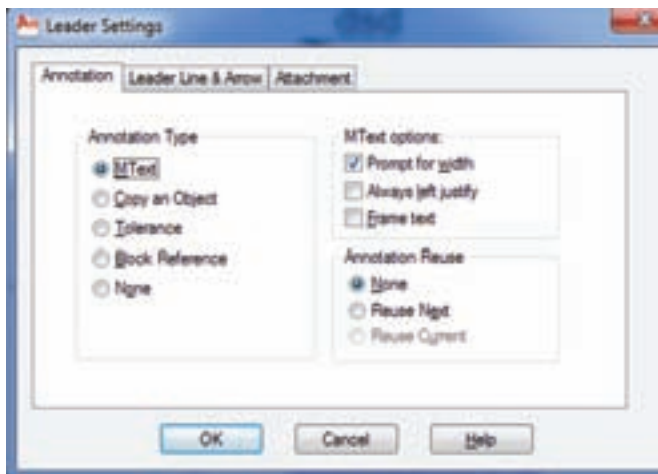 Leader Settings
Annotation
Leader Line & Arrow
Attachment
Annotation Type
MText
Copy an Object
Tolerance
Block Reference
None
MText options:
Prompt for width
Always left justify
Frame text
Annotation Reuse
None
Reuse Next
Reuse Current
OK
Cancel
Help